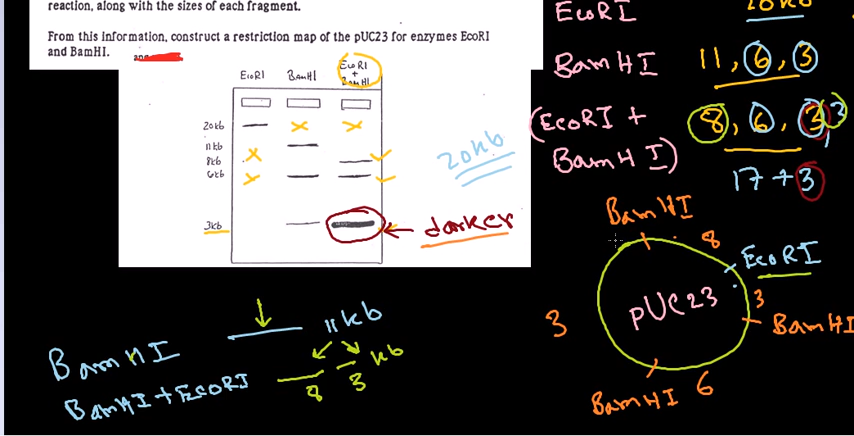 reaction, along with the sizes of each fragment.
From this information, construct a restriction map of the pUC23 for enzymes EcoRI
and BamHI.
EcoRI BamHI EcoRI
+
BamHI
20kb
11kb
8kb
6kb
3kb
20kb
darker
EcoRI 20kb
BamHI 11, 6, 3
(EcoRI + 8, 6, 3, 3
BamHI) 17 + 3
BamHI
8
EcoRI
pUC23
3
3
BamHI
BamHI 6
BamHI 11kb
BamHI+EcoRI 8 3 kb